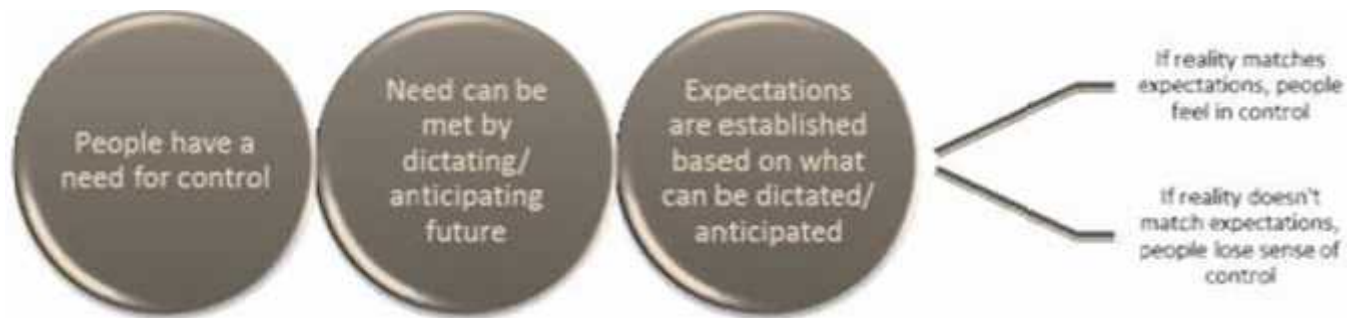 People have a
need for control
Need can be
met by
dictating/
anticipating
future
Expectations
are established
based on what
can be dictated/
anticipated
If reality matches
expectations, people
feel in control
If reality doesn't
match expectations,
people lose sense of
control